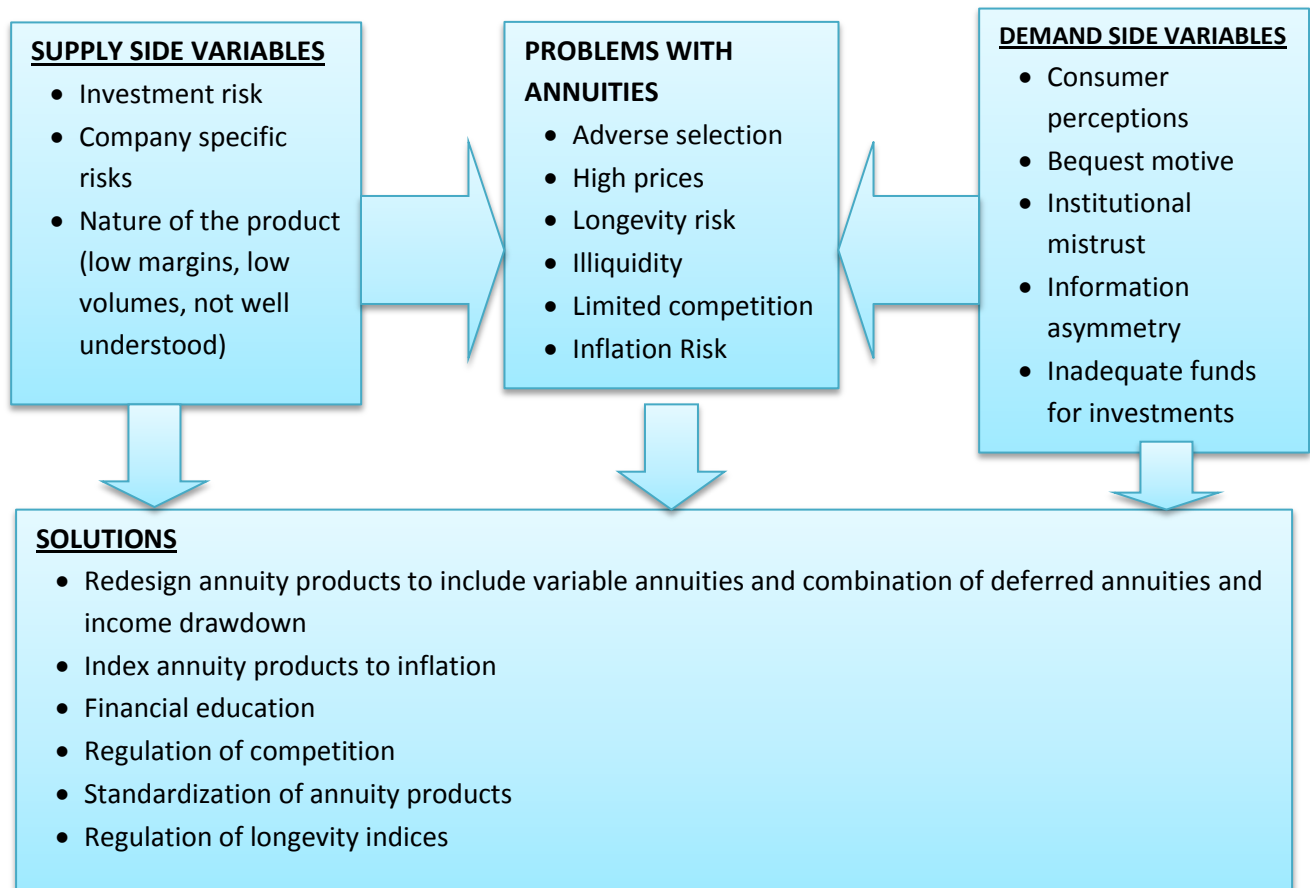 SUPPLY SIDE VARIABLES
• Investment risk
• Company specific
risks
• Nature of the product
(low margins, low
volumes, not well
understood)
PROBLEMS WITH
ANNUITIES
• Adverse selection
• High prices
• Longevity risk
• Illiquidity
• Limited competition
• Inflation Risk
DEMAND SIDE VARIABLES
• Consumer
perceptions
• Bequest motive
• Institutional
mistrust
• Information
asymmetry
• Inadequate funds
for investments
SOLUTIONS
• Redesign annuity products to include variable annuities and combination of deferred annuities and
income drawdown
• Index annuity products to inflation
• Financial education
• Regulation of competition
• Standardization of annuity products
• Regulation of longevity indices